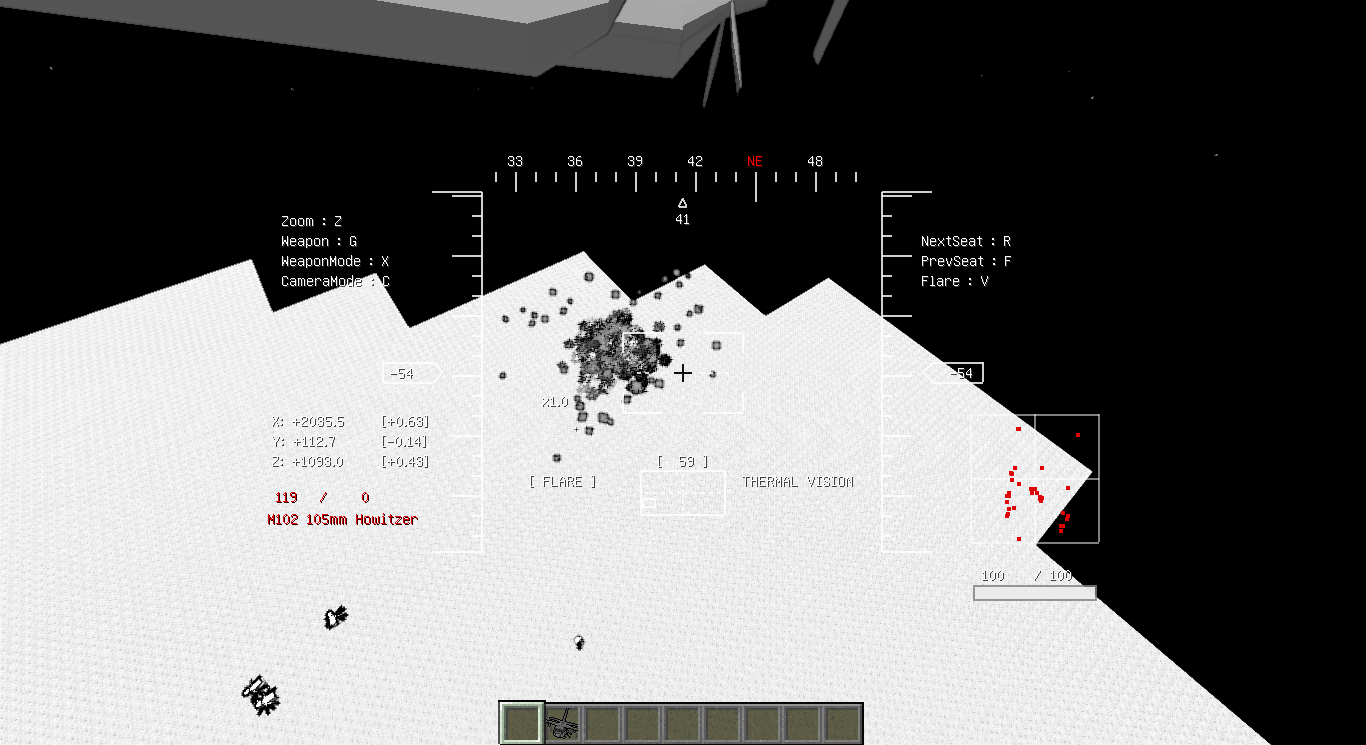 33 36 39 42 NE 48
41
Zoom : Z
Weapon : G
WeaponMode : X
CameraMode : C
NextSeat : R
PrevSeat : F
Flare : V
-54
-54
X1.0
X: +2035.5 [+0.63]
Y: +112.7 [-0.14]
Z: +1093.0 [+0.43]
[ 59 ]
[ FLARE ]
THERMAL VISION
119 / 0
M102 105mm Howitzer
100 / 100